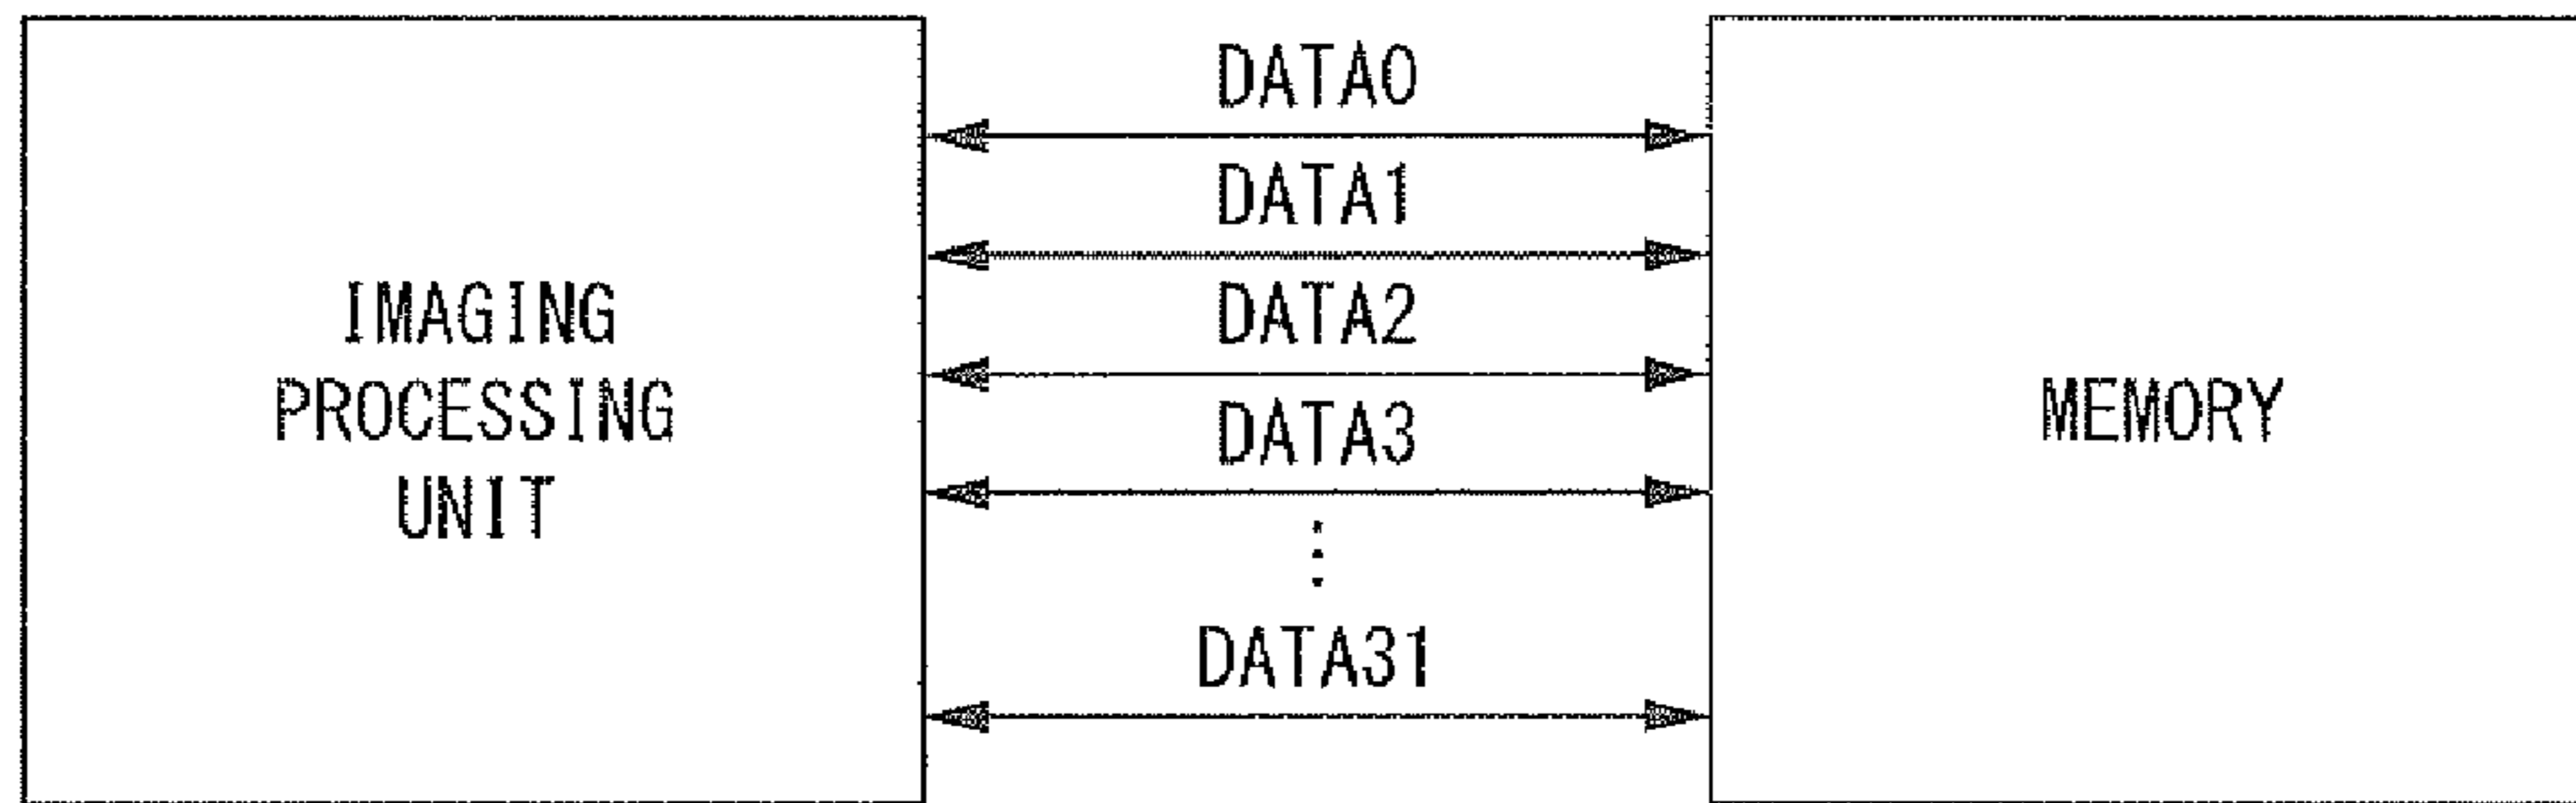 IMAGING
PROCESSING
UNIT
DATA0
DATA1
DATA2
DATA3
DATA31
MEMORY